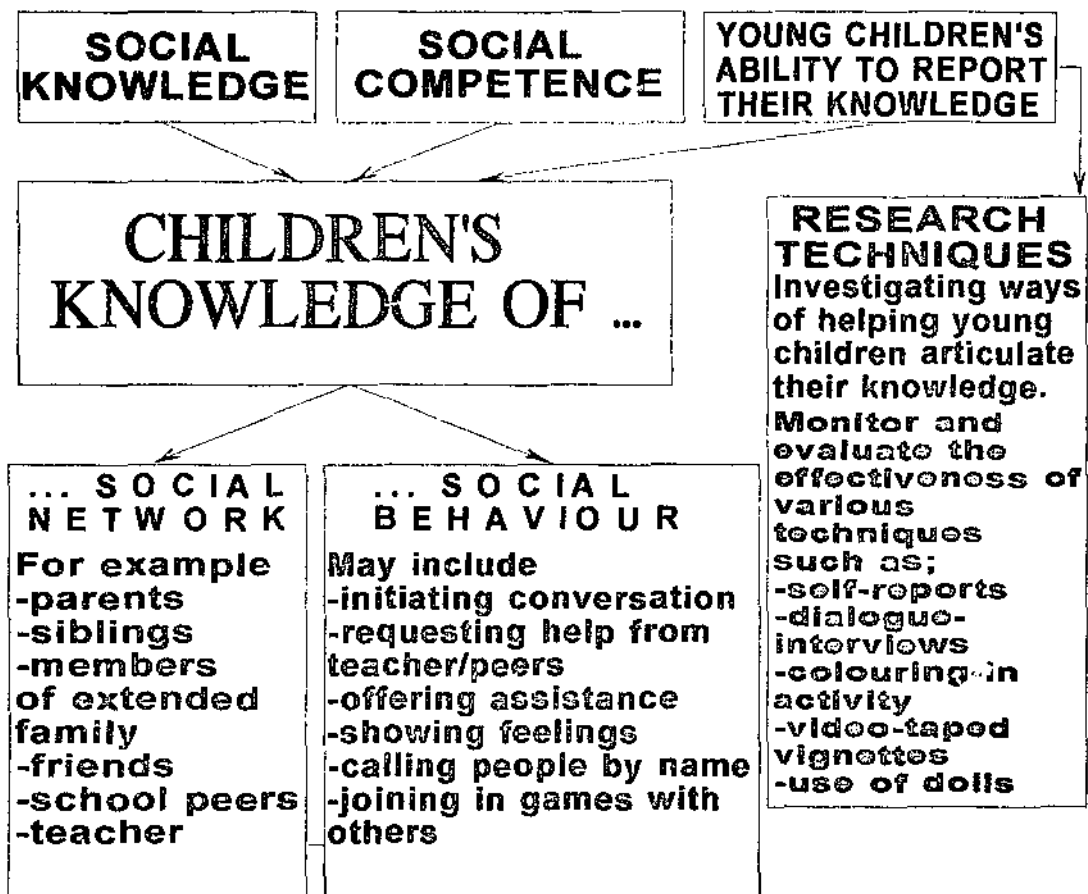 SOCIAL
KNOWLEDGE
SOCIAL
COMPETENCE
YOUNG CHILDREN'S
ABILITY TO REPORT
THEIR KNOWLEDGE
CHILDREN'S
KNOWLEDGE OF ...
... SOCIAL
NETWORK
For example
-parents
-siblings
-members
of extended
family
-friends
-school peers
-teacher
... SOCIAL
BEHAVIOUR
May include
-initiating conversation
-requesting help from
teacher/peers
-offering assistance
-showing feelings
-calling people by name
-joining in games with
others
RESEARCH
TECHNIQUES
Investigating ways
of helping young
children articulate
their knowledge.
Monitor and
evaluate the
effectiveness of
various
techniques
such as;
-self-reports
-dialogue-
interviews
-colouring-in
activity
-video-taped
vignettes
-use of dolls